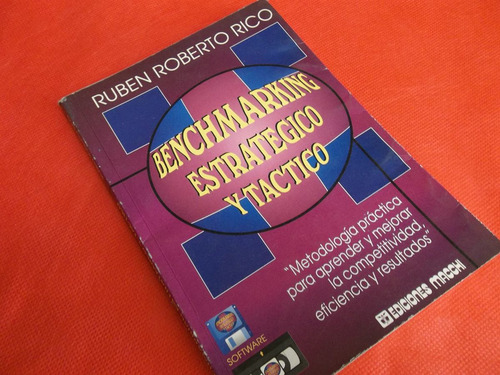 RUBEN ROBERTO RICO
BENCHMARKING
ESTRATEGICO
Y TACTICO
"Metodología práctica
para aprender y mejorar
la competitividad,
eficiencia y resultados"
EDICIONES MACCHI
SOFTWARE